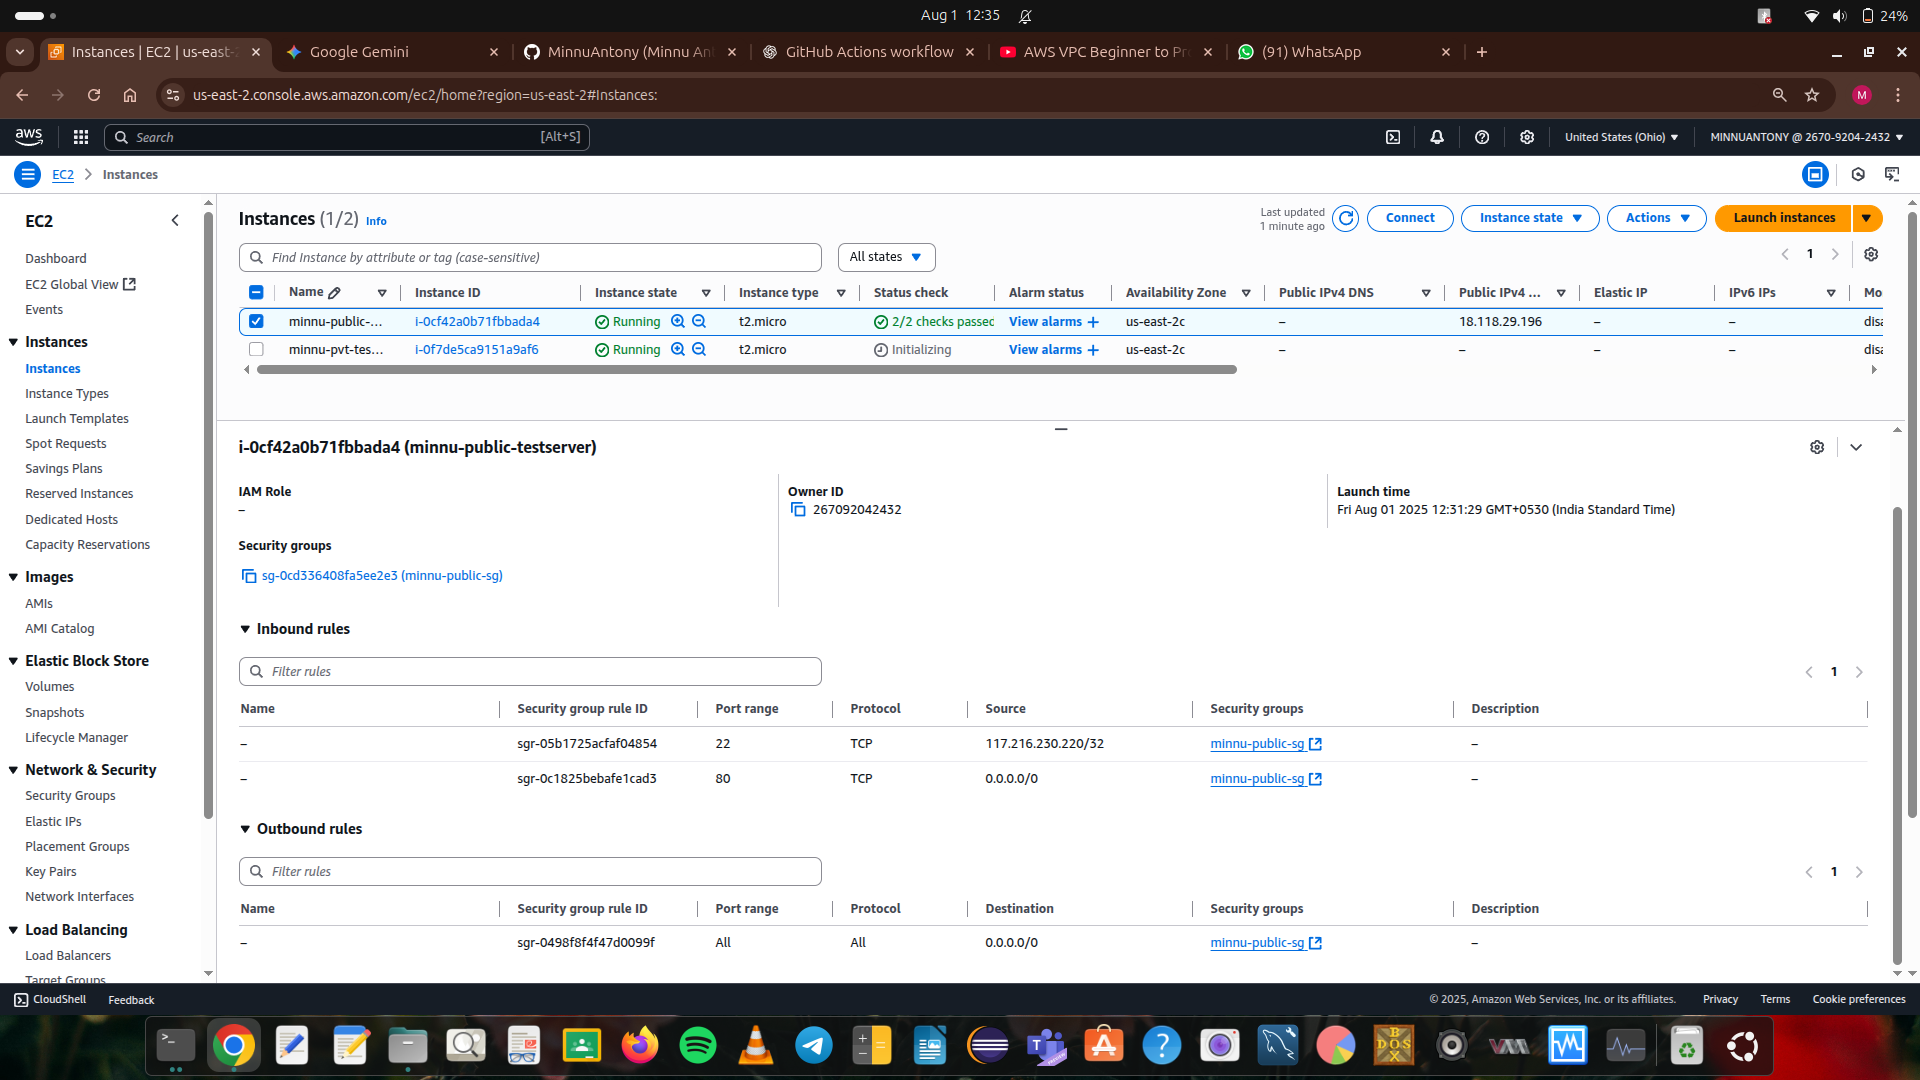 Aug 1 12:35
24%
Instances | EC2 | us-east-2
Google Gemini
MinnuAntony (Minnu An
GitHub Actions workflow
AWS VPC Beginner to Pr
(91) WhatsApp
us-east-2.console.aws.amazon.com/ec2/home?region=us-east-2#Instances:
M
aws
Search
[Alt+S]
United States (Ohio)
MINNUANTONY @ 2670-9204-2432
EC2
Instances
EC2
Dashboard
EC2 Global View
Events
Instances
Instances
Instance Types
Launch Templates
Spot Requests
Savings Plans
Reserved Instances
Dedicated Hosts
Capacity Reservations
Images
AMIs
AMI Catalog
Elastic Block Store
Volumes
Snapshots
Lifecycle Manager
Network & Security
Security Groups
Elastic IPs
Placement Groups
Key Pairs
Network Interfaces
Load Balancing
Load Balancers
Target Groups
Instances (1/2) Info
Last updated
1 minute ago
Connect
Instance state
Actions
Launch instances
Find Instance by attribute or tag (case-sensitive)
All states
1
Name Instance ID Instance state Instance type Status check Alarm status Availability Zone Public IPv4 DNS Public IPv4 ... Elastic IP IPv6 IPs Mo
minnu-public-... i-0cf42a0b71fbbada4 Running t2.micro 2/2 checks passed View alarms + us-east-2c – 18.118.29.196 – – disa
minnu-pvt-tes... i-0f7de5ca9151a9af6 Running t2.micro Initializing View alarms + us-east-2c – – – – disa
i-0cf42a0b71fbbada4 (minnu-public-testserver)
IAM Role
–
Owner ID
267092042432
Launch time
Fri Aug 01 2025 12:31:29 GMT+0530 (India Standard Time)
Security groups
sg-0cd336408fa5ee2e3 (minnu-public-sg)
Inbound rules
Filter rules
1
Name Security group rule ID Port range Protocol Source Security groups Description
– sgr-05b1725acfaf04854 22 TCP 117.216.230.220/32 minnu-public-sg –
– sgr-0c1825bebafe1cad3 80 TCP 0.0.0.0/0 minnu-public-sg –
Outbound rules
Filter rules
1
Name Security group rule ID Port range Protocol Destination Security groups Description
– sgr-0498f8f4f47d0099f All All 0.0.0.0/0 minnu-public-sg –
CloudShell
Feedback
© 2025, Amazon Web Services, Inc. or its affiliates.
Privacy
Terms
Cookie preferences